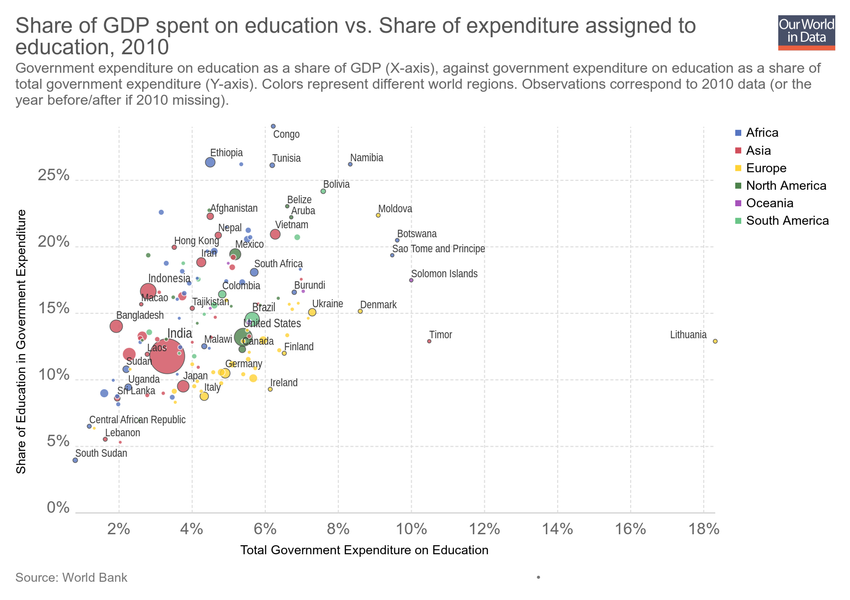 Share of GDP spent on education vs. Share of expenditure assigned to
education, 2010
Our World
in Data
Government expenditure on education as a share of GDP (X-axis), against government expenditure on education as a share of
total government expenditure (Y-axis). Colors represent different world regions. Observations correspond to 2010 data (or the
year before/after if 2010 missing).
Africa
Asia
Europe
North America
Oceania
South America
Share of Education in Government Expenditure
25%
20%
15%
10%
5%
0%
Congo
Ethiopia
Tunisia
Namibia
Bolivia
Belize
Afghanistan
Aruba
Moldova
Nepal
Vietnam
Botswana
Hong Kong
Mexico
Sao Tome and Principe
Iran
South Africa
Solomon Islands
Indonesia
Colombia
Burundi
Macao
Tajikistan
Brazil
Ukraine
Denmark
Bangladesh
United States
India
Malawi
Canada
Timor
Lithuania
Laos
Finland
Sudan
Germany
Uganda
Japan
Sri Lanka
Italy
Ireland
Central African Republic
Lebanon
South Sudan
2%
4%
6%
8%
10%
12%
14%
16%
18%
Total Government Expenditure on Education
Source: World Bank